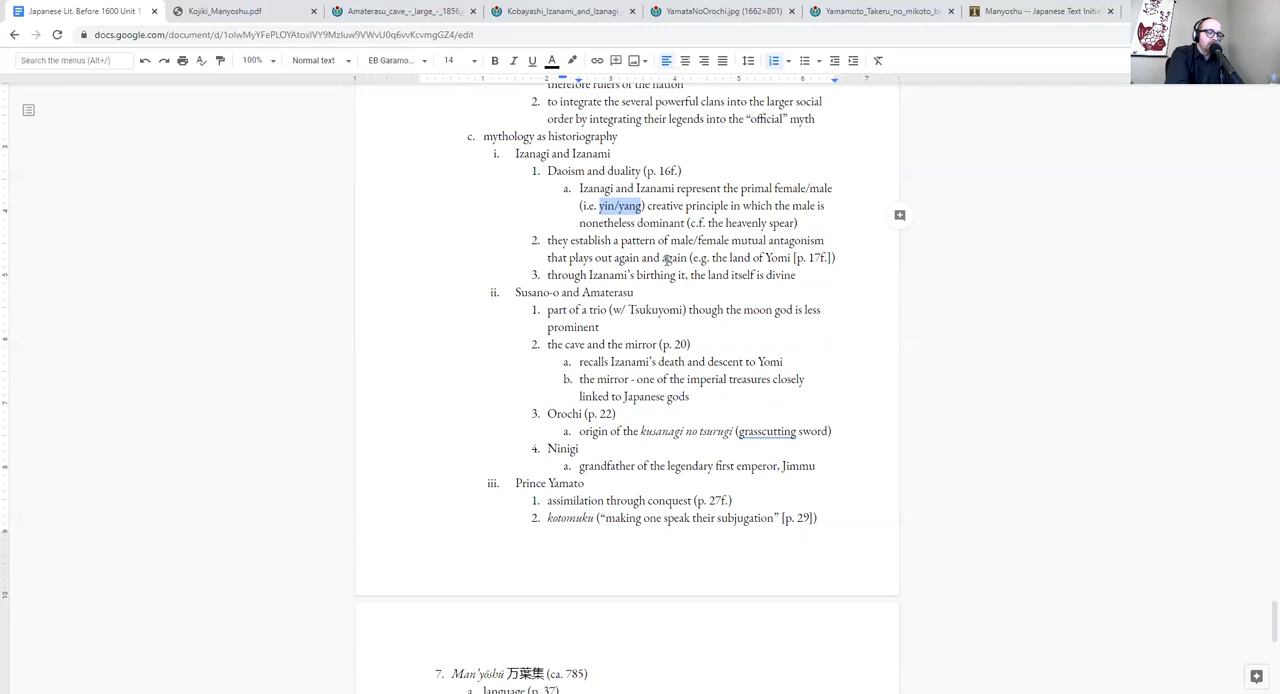 Japanese Lit. Before 1600 Unit 1
Kojiki_Manyoshu.pdf
Amaterasu_cave_-_large_-_1856
Kobayashi_Izanami_and_Izanagi_
YamataNoOrochi.jpg (1662×801)
Yamamoto_Takeru_no_mikoto_b
Manyoshu -- Japanese Text Initia
Search the menus (Alt+/)
100%
Normal text
EB Garamo...
14
therefore rulers of the nation
2. to integrate the several powerful clans into the larger social
order by integrating their legends into the “official” myth
c. mythology as historiography
i. Izanagi and Izanami
1. Daoism and duality (p. 16f.)
a. Izanagi and Izanami represent the primal female/male
(i.e. yin/yang) creative principle in which the male is
nonetheless dominant (c.f. the heavenly spear)
2. they establish a pattern of male/female mutual antagonism
that plays out again and again (e.g. the land of Yomi [p. 17f.])
3. through Izanami’s birthing it, the land itself is divine
ii. Susano-o and Amaterasu
1. part of a trio (w/ Tsukuyomi) though the moon god is less
prominent
2. the cave and the mirror (p. 20)
a. recalls Izanami’s death and descent to Yomi
b. the mirror - one of the imperial treasures closely
linked to Japanese gods
3. Orochi (p. 22)
a. origin of the kusanagi no tsurugi (grasscutting sword)
4. Ninigi
a. grandfather of the legendary first emperor, Jimmu
iii. Prince Yamato
1. assimilation through conquest (p. 27f.)
2. kotomuku (“making one speak their subjugation” [p. 29])
7. Man’yōshū 万葉集 (ca. 785)
a. language (p. 37)